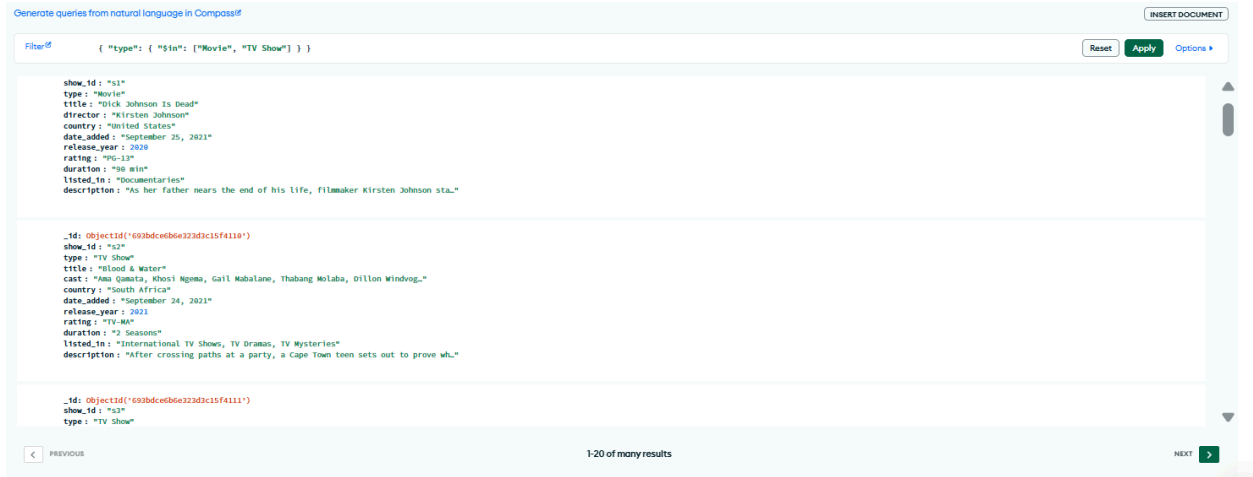 Generate queries from natural language in Compass
INSERT DOCUMENT
Filter
{ "type": { "$in": ["Movie", "TV Show"] } }
Reset
Apply
Options
show_id : "s1"
type : "Movie"
title : "Dick Johnson Is Dead"
director : "Kirsten Johnson"
country : "United States"
date_added : "September 25, 2021"
release_year : 2020
rating : "PG-13"
duration : "90 min"
listed_in : "Documentaries"
description : "As her father nears the end of his life, filmmaker Kirsten Johnson sta…"
_id: ObjectId('693bdce6b6e323d3c15f4110')
show_id : "s2"
type : "TV Show"
title : "Blood & Water"
cast : "Ama Qamata, Khosi Ngema, Gail Mabalane, Thabang Molaba, Dillon Windvog…"
country : "South Africa"
date_added : "September 24, 2021"
release_year : 2021
rating : "TV-MA"
duration : "2 Seasons"
listed_in : "International TV Shows, TV Dramas, TV Mysteries"
description : "After crossing paths at a party, a Cape Town teen sets out to prove wh…"
_id: ObjectId('693bdce6b6e323d3c15f4111')
show_id : "s3"
type : "TV Show"
PREVIOUS
1-20 of many results
NEXT